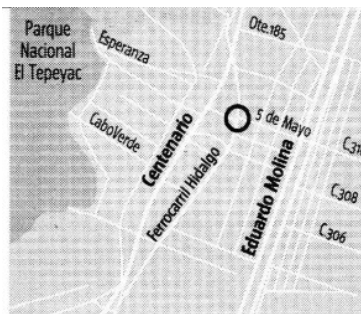 Parque
Nacional
El Tepeyac
Esperanza
Ote.185
CaboVerde
Centenario
5 de Mayo
Ferrocarril Hidalgo
Eduardo Molina
C308
C306